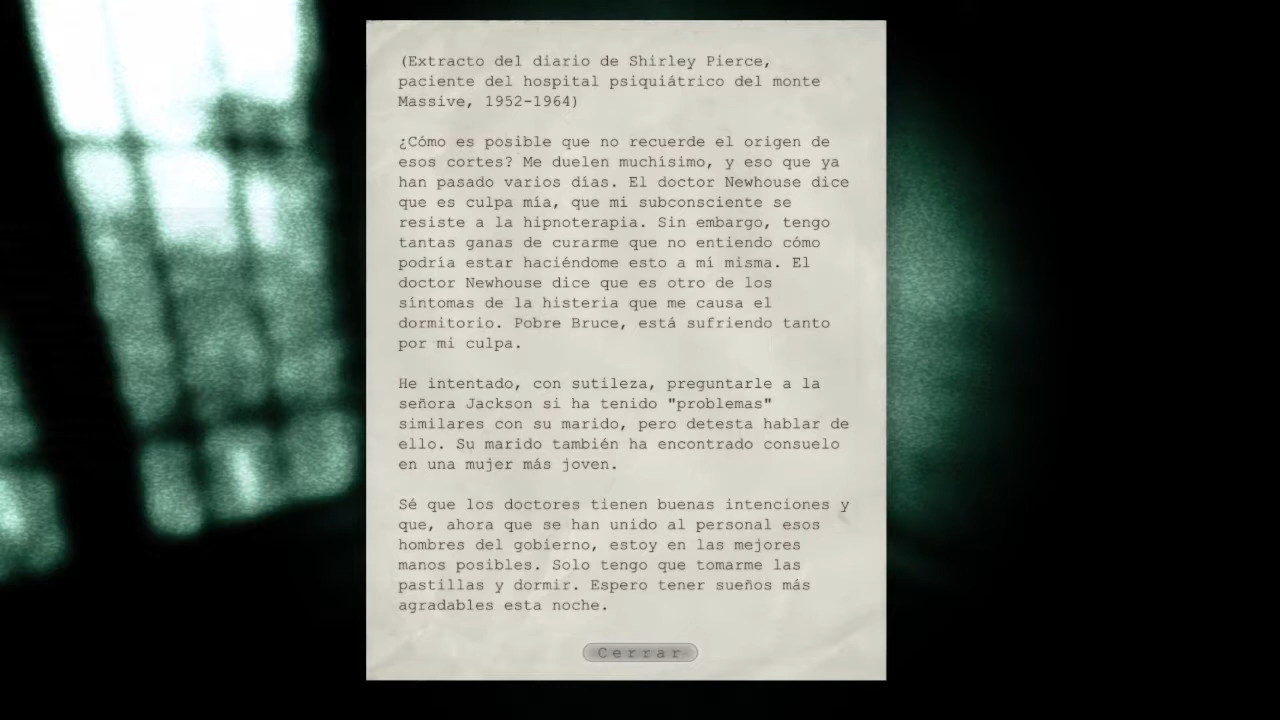 (Extracto del diario de Shirley Pierce,
paciente del hospital psiquiátrico del monte
Massive, 1952-1964)
¿Cómo es posible que no recuerde el origen de
esos cortes? Me duelen muchísimo, y eso que ya
han pasado varios días. El doctor Newhouse dice
que es culpa mía, que mi subconsciente se
resiste a la hipnoterapia. Sin embargo, tengo
tantas ganas de curarme que no entiendo cómo
podría estar haciéndome esto a mí misma. El
doctor Newhouse dice que es otro de los
síntomas de la histeria que me causa el
dormitorio. Pobre Bruce, está sufriendo tanto
por mi culpa.
He intentado, con sutileza, preguntarle a la
señora Jackson si ha tenido "problemas"
similares con su marido, pero detesta hablar de
ello. Su marido también ha encontrado consuelo
en una mujer más joven.
Sé que los doctores tienen buenas intenciones y
que, ahora que se han unido al personal esos
hombres del gobierno, estoy en las mejores
manos posibles. Solo tengo que tomarme las
pastillas y dormir. Espero tener sueños más
agradables esta noche.
Cerrar